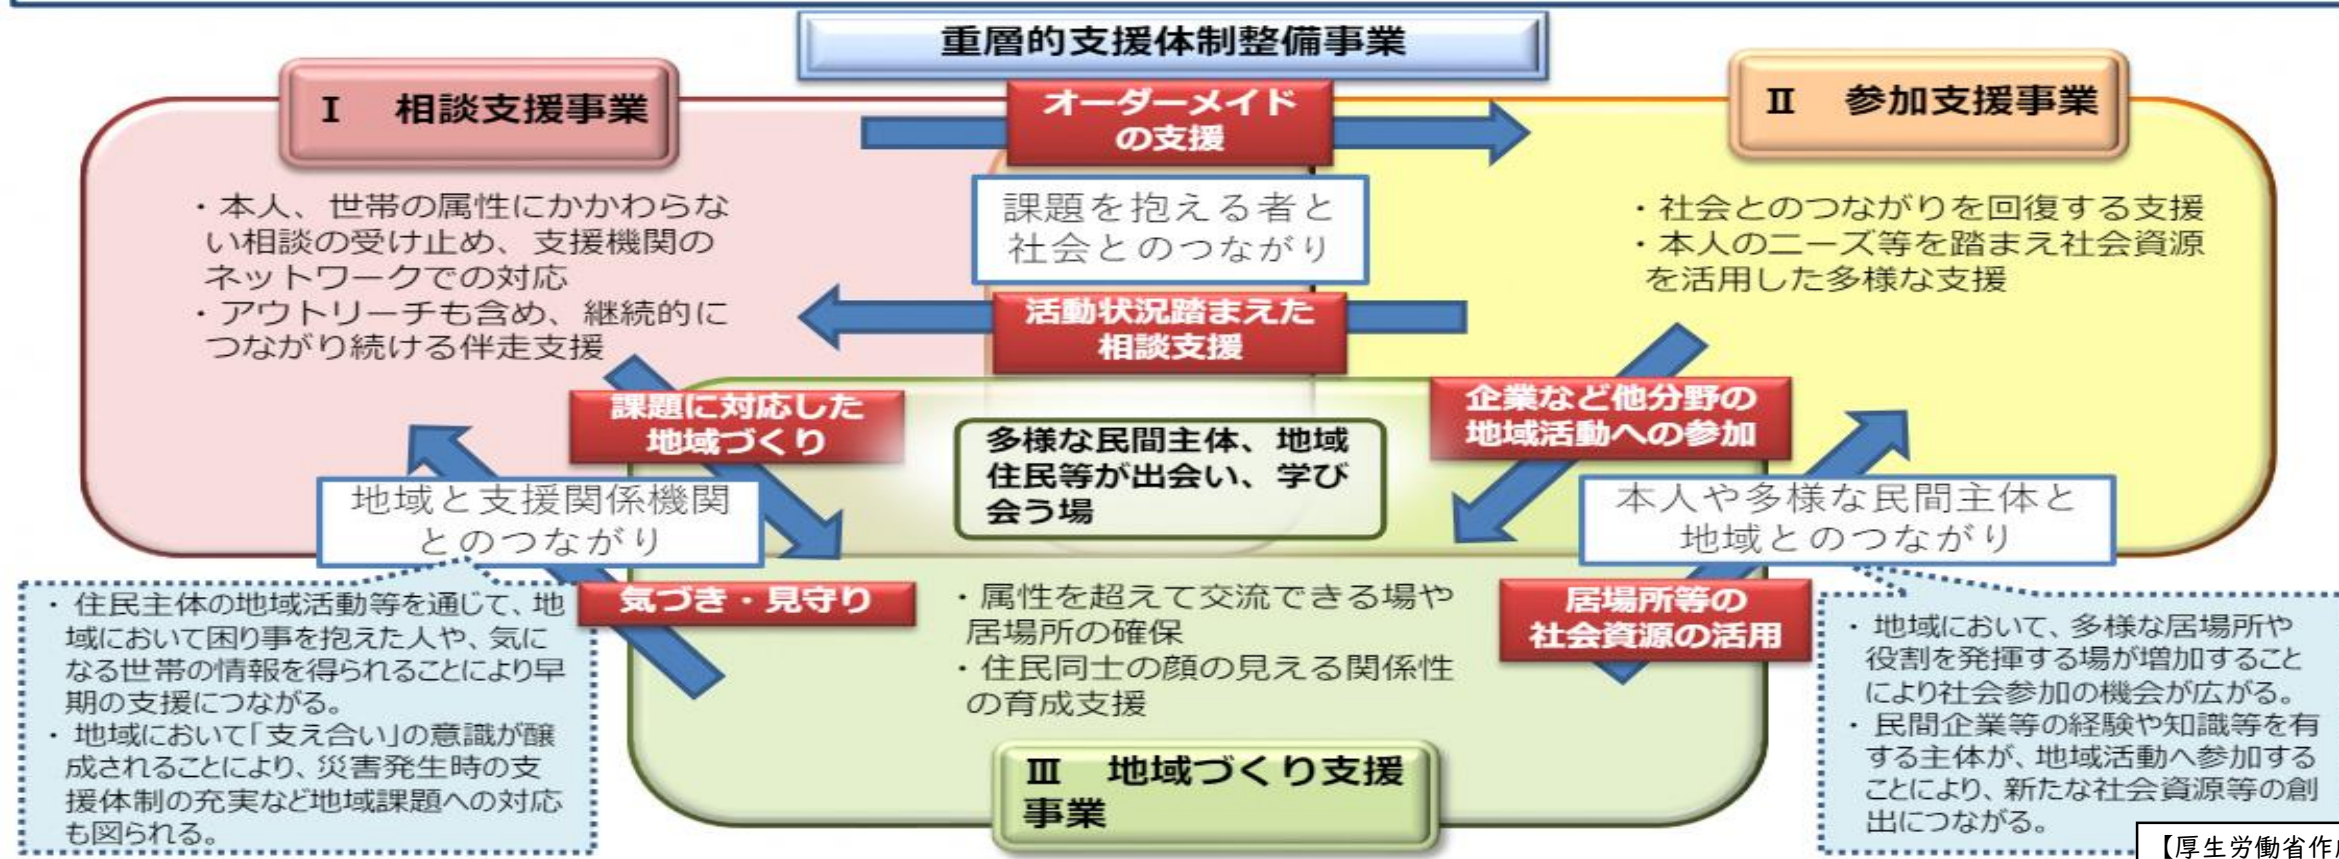 重層的支援体制整備事業
Ⅰ 相談支援事業
・本人、世帯の属性にかかわらな
い相談の受け止め、支援機関の
ネットワークでの対応
・アウトリーチも含め、継続的に
つながり続ける伴走支援
オーダーメイド
の支援
課題を抱える者と
社会とのつながり
活動状況踏まえた
相談支援
Ⅱ 参加支援事業
・社会とのつながりを回復する支援
・本人のニーズ等を踏まえ社会資源
を活用した多様な支援
課題に対応した
地域づくり
多様な民間主体、地域
住民等が出会い、学び
会う場
企業など他分野の
地域活動への参加
地域と支援関係機関
とのつながり
本人や多様な民間主体と
地域とのつながり
気づき・見守り
居場所等の
社会資源の活用
・住民主体の地域活動等を通じて、地
域において困り事を抱えた人や、気に
なる世帯の情報を得られることにより早
期の支援につながる。
・地域において「支え合い」の意識が醸
成されることにより、災害発生時の支
援体制の充実など地域課題への対応
も図られる。
・属性を超えて交流できる場や
居場所の確保
・住民同士の顔の見える関係性
の育成支援
Ⅲ 地域づくり支援
事業
・地域において、多様な居場所や
役割を発揮する場が増加すること
により社会参加の機会が広がる。
・民間企業等の経験や知識等を有
する主体が、地域活動へ参加する
ことにより、新たな社会資源等の創
出につながる。
【厚生労働省作